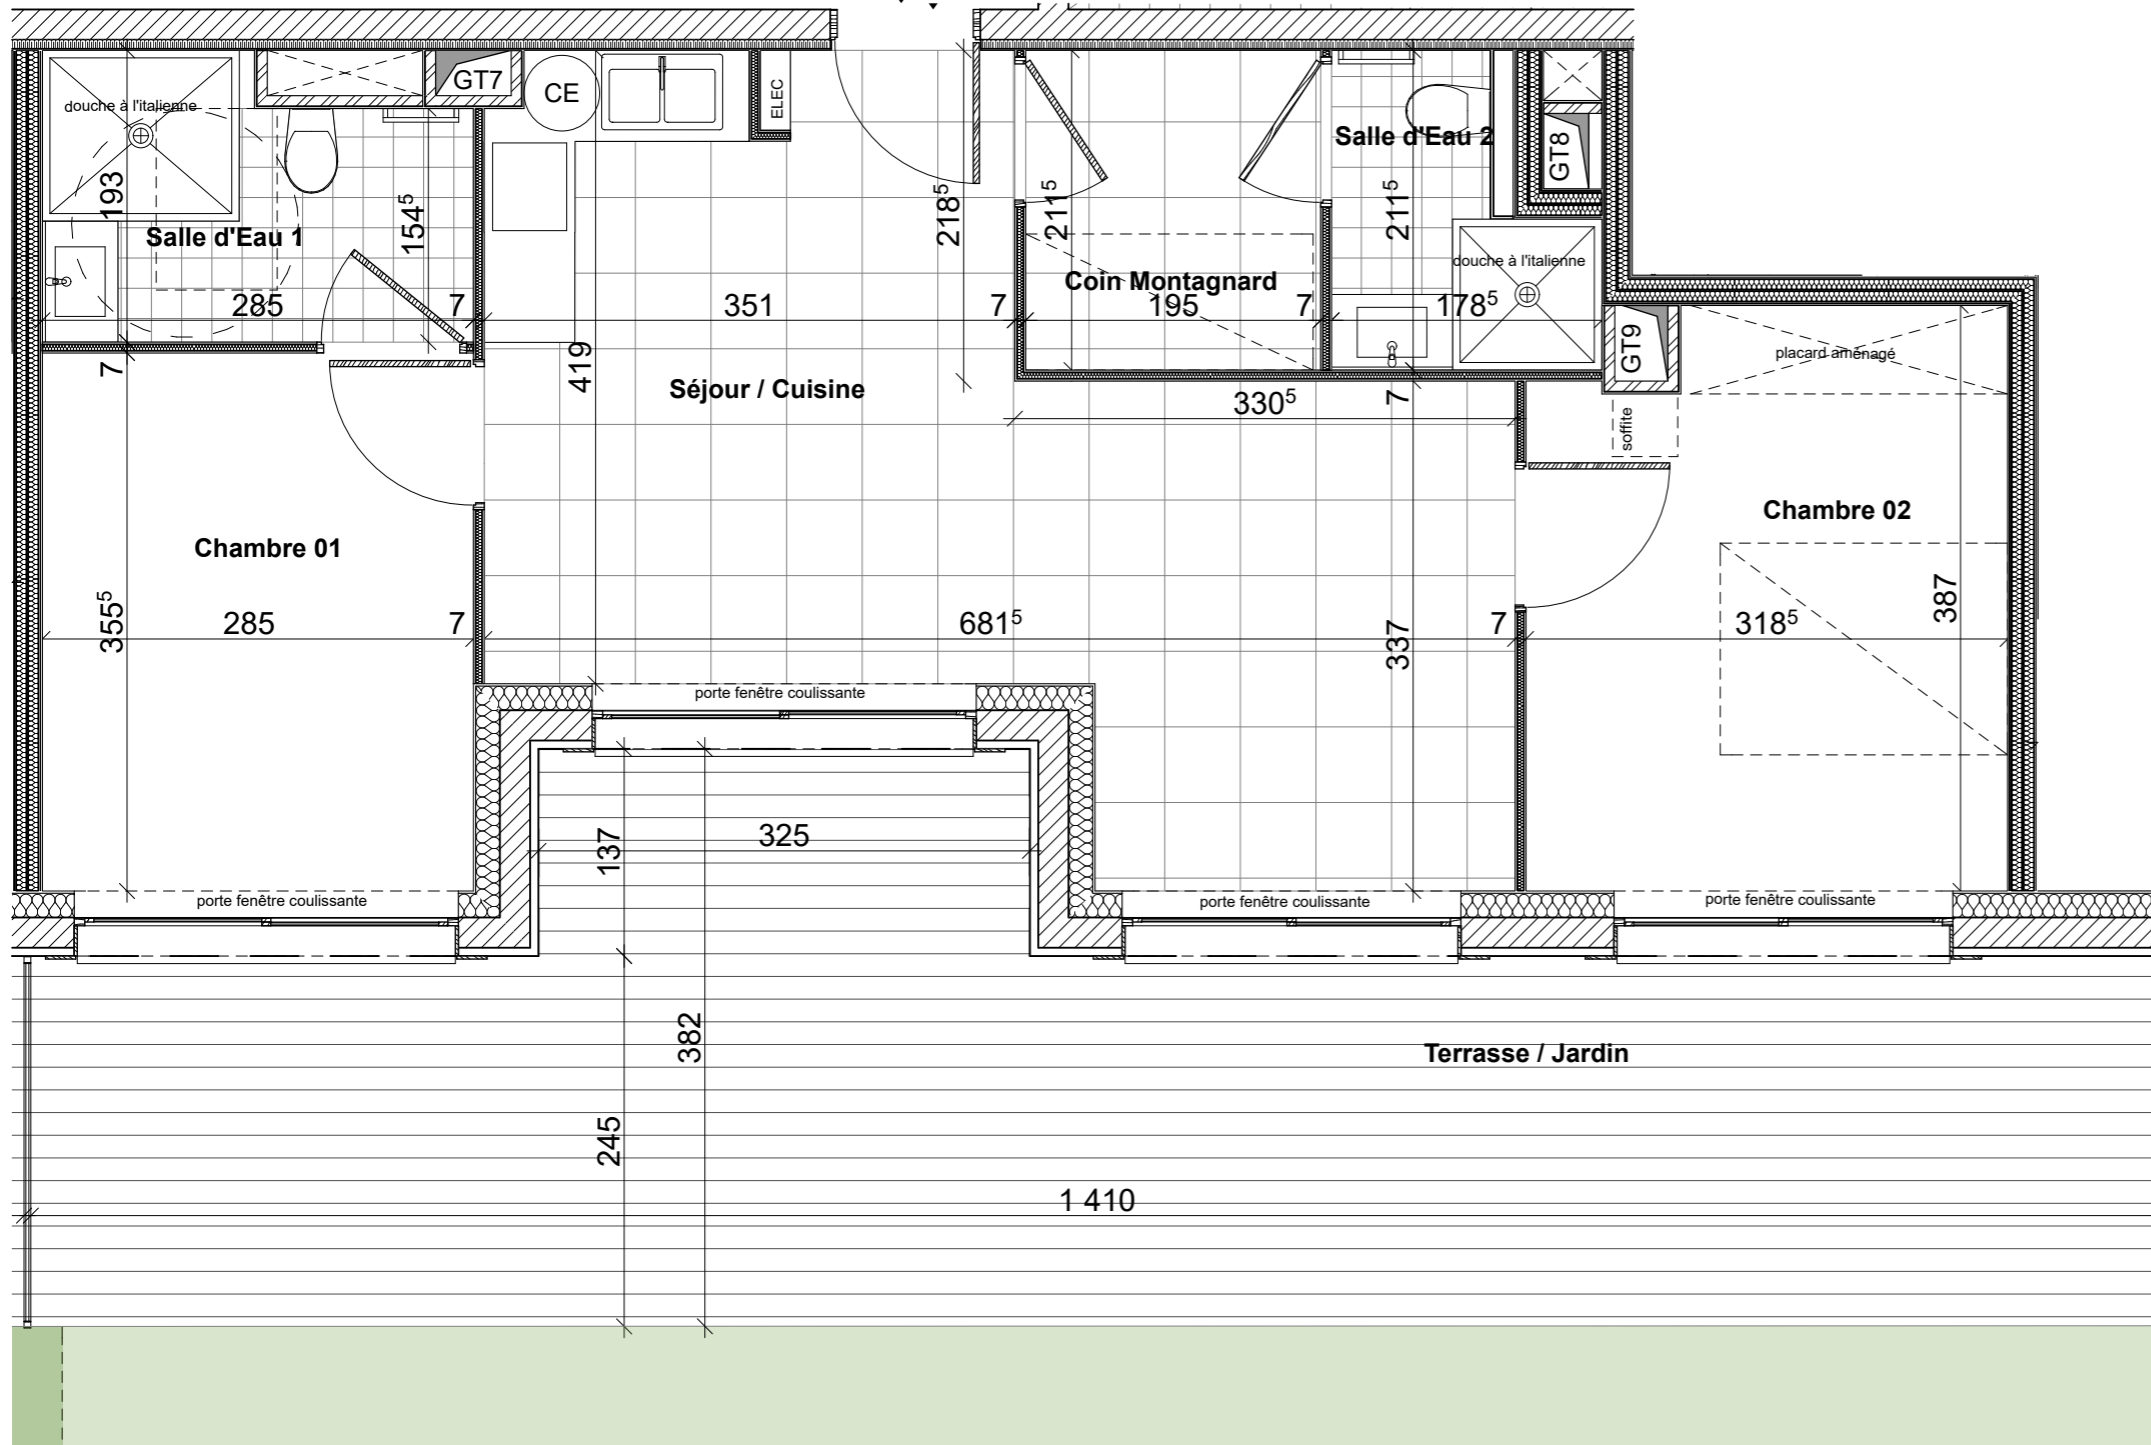 GT7
CE
ELEC
douche à l'italienne
193
154⁵
218⁵
211⁵
211⁵
Salle d'Eau 2
GT8
Salle d'Eau 1
douche à l'italienne
Coin Montagnard
285
7
351
7
195
7
178⁵
GT9
placard aménagé
7
419
Séjour / Cuisine
330⁵
7
soffite
Chambre 02
Chambre 01
355⁵
285
7
681⁵
337
7
318⁵
387
porte fenêtre coulissante
137
325
porte fenêtre coulissante
porte fenêtre coulissante
porte fenêtre coulissante
382
Terrasse / Jardin
245
1 410